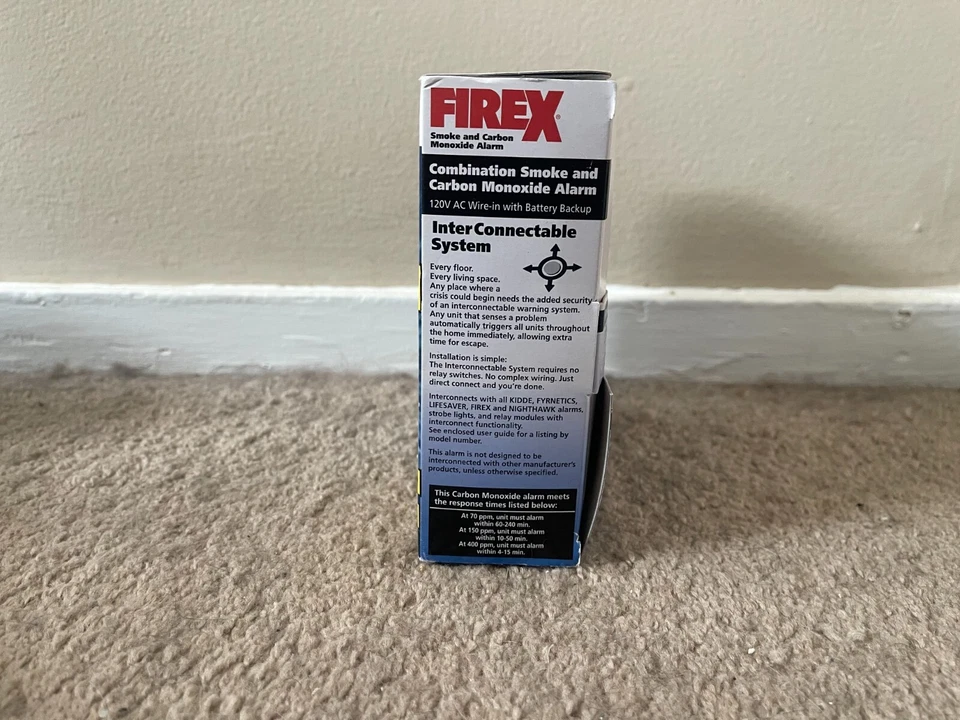 FIREX®
Smoke and Carbon
Monoxide Alarm
Combination Smoke and
Carbon Monoxide Alarm
120V AC Wire-in with Battery Backup
InterConnectable
System
Every floor.
Every living space.
Any place where a
crisis could begin needs the added security
of an interconnectable warning system.
Any unit that senses a problem
automatically triggers all units throughout
the home immediately, allowing extra
time for escape.
Installation is simple:
The Interconnectable System requires no
relay switches. No complex wiring. Just
direct connect and you're done.
Interconnects with all KIDDE, FYRNETICS,
LIFESAVER, FIREX and NIGHTHAWK alarms,
strobe lights, and relay modules with
interconnect functionality.
See enclosed user guide for a listing by
model number.
This alarm is not designed to be
interconnected with other manufacturer's
products, unless otherwise specified.
This Carbon Monoxide alarm meets
the response times listed below:
At 70 ppm, unit must alarm
within 60-240 min.
At 150 ppm, unit must alarm
within 10-50 min.
At 400 ppm, unit must alarm
within 4-15 min.